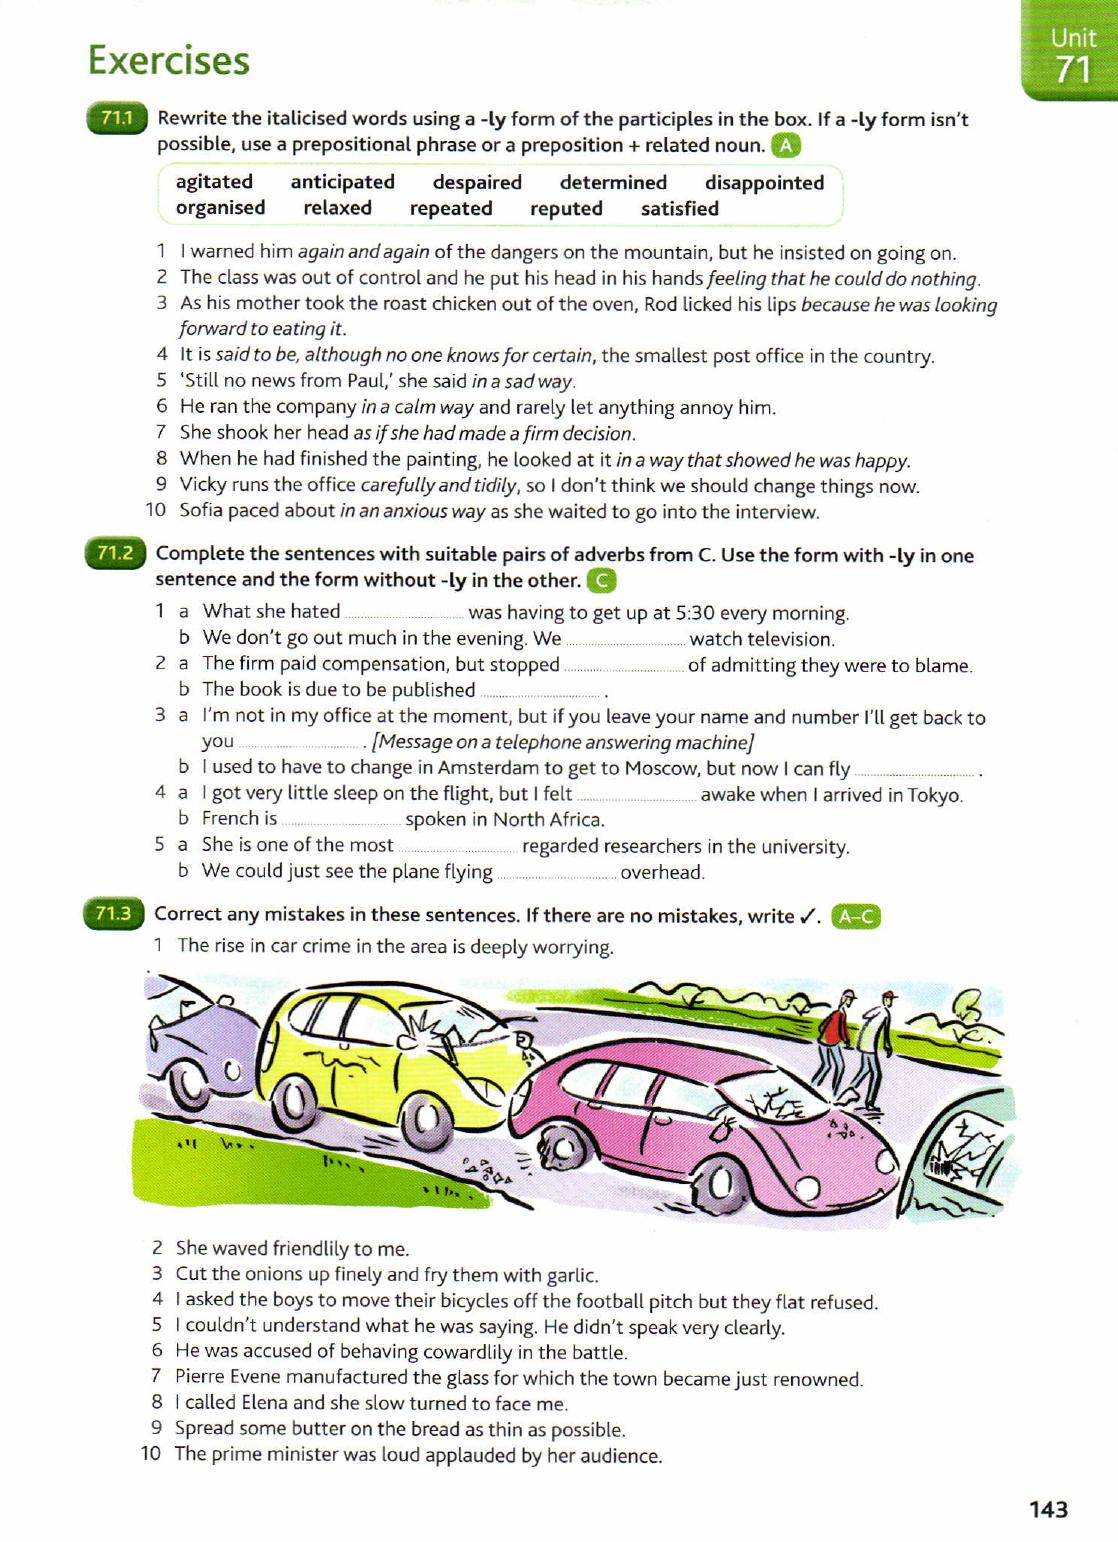 Unit
71
Exercises
71.1 Rewrite the italicised words using a -ly form of the participles in the box. If a -ly form isn't
possible, use a prepositional phrase or a preposition + related noun. A
agitated anticipated despaired determined disappointed
organised relaxed repeated reputed satisfied
1 I warned him again and again of the dangers on the mountain, but he insisted on going on.
2 The class was out of control and he put his head in his hands feeling that he could do nothing.
3 As his mother took the roast chicken out of the oven, Rod licked his lips because he was looking
forward to eating it.
4 It is said to be, although no one knows for certain, the smallest post office in the country.
5 'Still no news from Paul,' she said in a sad way.
6 He ran the company in a calm way and rarely let anything annoy him.
7 She shook her head as if she had made a firm decision.
8 When he had finished the painting, he looked at it in a way that showed he was happy.
9 Vicky runs the office carefully and tidily, so I don't think we should change things now.
10 Sofia paced about in an anxious way as she waited to go into the interview.
71.2 Complete the sentences with suitable pairs of adverbs from C. Use the form with -ly in one
sentence and the form without -ly in the other. C
1 a What she hated .............................. was having to get up at 5:30 every morning.
b We don't go out much in the evening. We .............................. watch television.
2 a The firm paid compensation, but stopped .............................. of admitting they were to blame.
b The book is due to be published .............................. .
3 a I'm not in my office at the moment, but if you leave your name and number I'll get back to
you .............................. . [Message on a telephone answering machine]
b I used to have to change in Amsterdam to get to Moscow, but now I can fly .............................. .
4 a I got very little sleep on the flight, but I felt .............................. awake when I arrived in Tokyo.
b French is .............................. spoken in North Africa.
5 a She is one of the most .............................. regarded researchers in the university.
b We could just see the plane flying .............................. overhead.
71.3 Correct any mistakes in these sentences. If there are no mistakes, write ✓. A–C
1 The rise in car crime in the area is deeply worrying.
2 She waved friendlily to me.
3 Cut the onions up finely and fry them with garlic.
4 I asked the boys to move their bicycles off the football pitch but they flat refused.
5 I couldn't understand what he was saying. He didn't speak very clearly.
6 He was accused of behaving cowardlily in the battle.
7 Pierre Evene manufactured the glass for which the town became just renowned.
8 I called Elena and she slow turned to face me.
9 Spread some butter on the bread as thin as possible.
10 The prime minister was loud applauded by her audience.
143